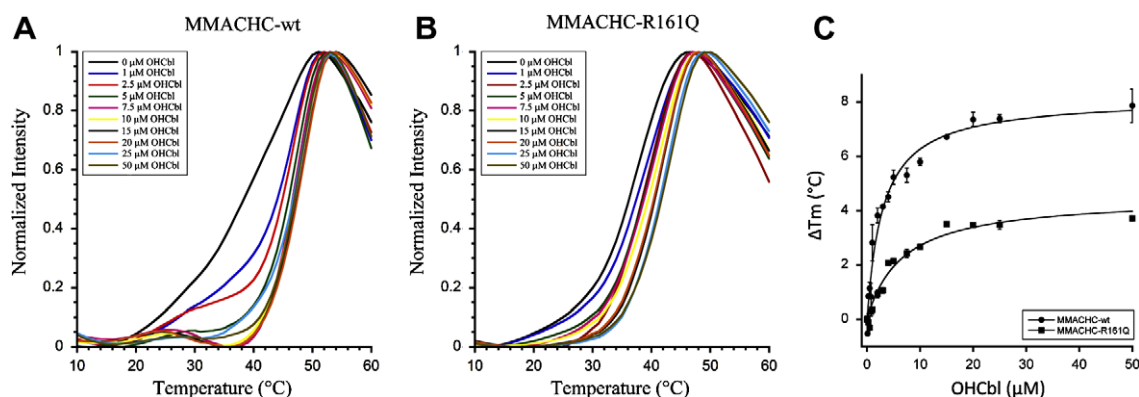 A
MMACHC-wt
Normalized Intensity
1
0.8
0.6
0.4
0.2
0
0 µM OHCbl
1 µM OHCbl
2.5 µM OHCbl
5 µM OHCbl
7.5 µM OHCbl
10 µM OHCbl
15 µM OHCbl
20 µM OHCbl
25 µM OHCbl
50 µM OHCbl
10 20 30 40 50 60
Temperature (°C)
B
MMACHC-R161Q
Normalized Intensity
1
0.8
0.6
0.4
0.2
0
0 µM OHCbl
1 µM OHCbl
2.5 µM OHCbl
5 µM OHCbl
7.5 µM OHCbl
10 µM OHCbl
15 µM OHCbl
20 µM OHCbl
25 µM OHCbl
50 µM OHCbl
10 20 30 40 50 60
Temperature (°C)
C
ΔTm (°C)
8
6
4
2
0
MMACHC-wt
MMACHC-R161Q
0 10 20 30 40 50
OHCbl (µM)